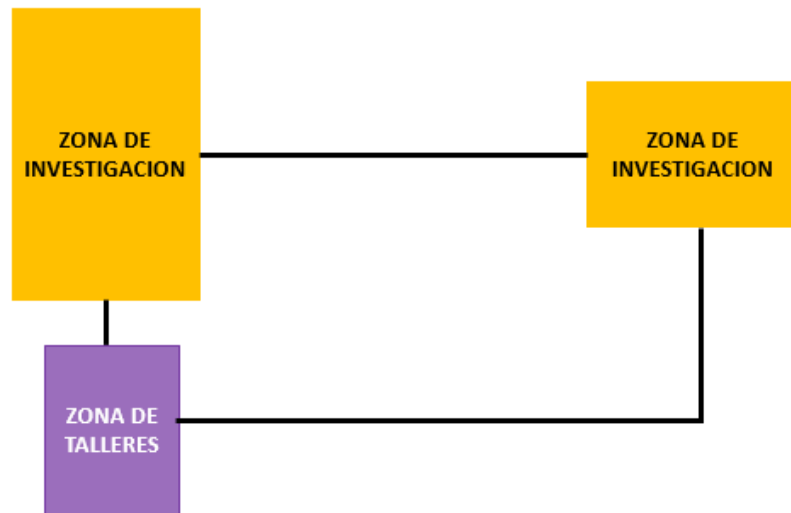 ZONA DE
INVESTIGACION
ZONA DE
INVESTIGACION
ZONA DE
TALLERES